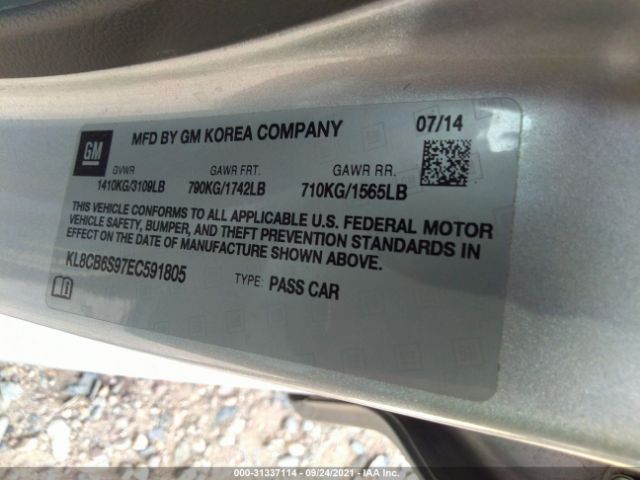 GM
MFD BY GM KOREA COMPANY
07/14
GVWR
GAWR FRT.
GAWR RR.
1410KG/3109LB
790KG/1742LB
710KG/1565LB
THIS VEHICLE CONFORMS TO ALL APPLICABLE U.S. FEDERAL MOTOR
VEHICLE SAFETY, BUMPER, AND THEFT PREVENTION STANDARDS IN
EFFECT ON THE DATE OF MANUFACTURE SHOWN ABOVE.
KL8CB6S97EC591805
TYPE: PASS CAR
000-31337114 - 09/24/2021 - IAA Inc.